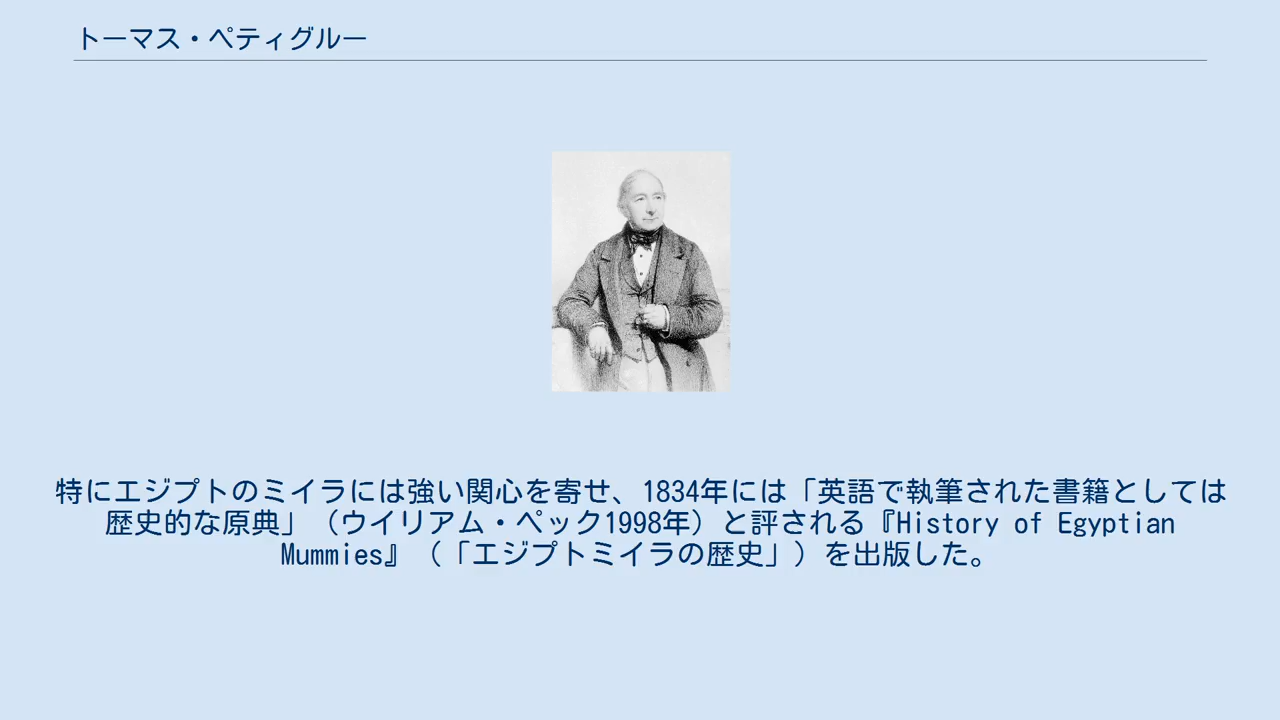 トーマス・ペティグルー
特にエジプトのミイラには強い関心を寄せ、1834年には「英語で執筆された書籍としては
歴史的な原典」（ウイリアム・ペック1998年）と評される『History of Egyptian
Mummies』（「エジプトミイラの歴史」）を出版した。